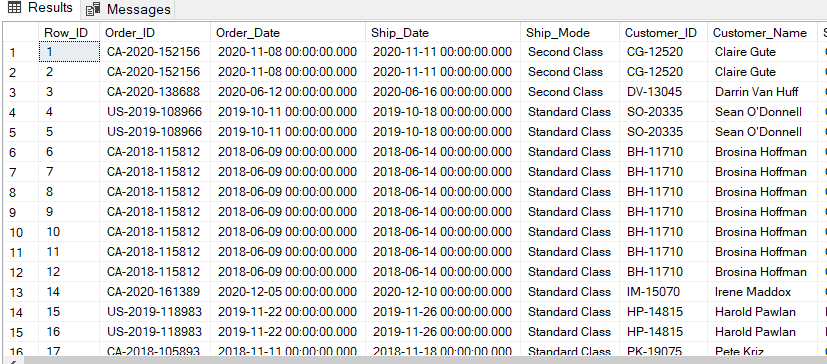 Results Messages
Row_ID Order_ID Order_Date Ship_Date Ship_Mode Customer_ID Customer_Name S
1 1 CA-2020-152156 2020-11-08 00:00:00.000 2020-11-11 00:00:00.000 Second Class CG-12520 Claire Gute
2 2 CA-2020-152156 2020-11-08 00:00:00.000 2020-11-11 00:00:00.000 Second Class CG-12520 Claire Gute
3 3 CA-2020-138688 2020-06-12 00:00:00.000 2020-06-16 00:00:00.000 Second Class DV-13045 Darrin Van Huff
4 4 US-2019-108966 2019-10-11 00:00:00.000 2019-10-18 00:00:00.000 Standard Class SO-20335 Sean O'Donnell
5 5 US-2019-108966 2019-10-11 00:00:00.000 2019-10-18 00:00:00.000 Standard Class SO-20335 Sean O'Donnell
6 6 CA-2018-115812 2018-06-09 00:00:00.000 2018-06-14 00:00:00.000 Standard Class BH-11710 Brosina Hoffman
7 7 CA-2018-115812 2018-06-09 00:00:00.000 2018-06-14 00:00:00.000 Standard Class BH-11710 Brosina Hoffman
8 8 CA-2018-115812 2018-06-09 00:00:00.000 2018-06-14 00:00:00.000 Standard Class BH-11710 Brosina Hoffman
9 9 CA-2018-115812 2018-06-09 00:00:00.000 2018-06-14 00:00:00.000 Standard Class BH-11710 Brosina Hoffman
10 10 CA-2018-115812 2018-06-09 00:00:00.000 2018-06-14 00:00:00.000 Standard Class BH-11710 Brosina Hoffman
11 11 CA-2018-115812 2018-06-09 00:00:00.000 2018-06-14 00:00:00.000 Standard Class BH-11710 Brosina Hoffman
12 12 CA-2018-115812 2018-06-09 00:00:00.000 2018-06-14 00:00:00.000 Standard Class BH-11710 Brosina Hoffman
13 14 CA-2020-161389 2020-12-05 00:00:00.000 2020-12-10 00:00:00.000 Standard Class IM-15070 Irene Maddox
14 15 US-2019-118983 2019-11-22 00:00:00.000 2019-11-26 00:00:00.000 Standard Class HP-14815 Harold Pawlan
15 16 US-2019-118983 2019-11-22 00:00:00.000 2019-11-26 00:00:00.000 Standard Class HP-14815 Harold Pawlan
16 17 CA-2018-105893 2018-11-11 00:00:00.000 2018-11-18 00:00:00.000 Standard Class PK-19075 Pete Kriz